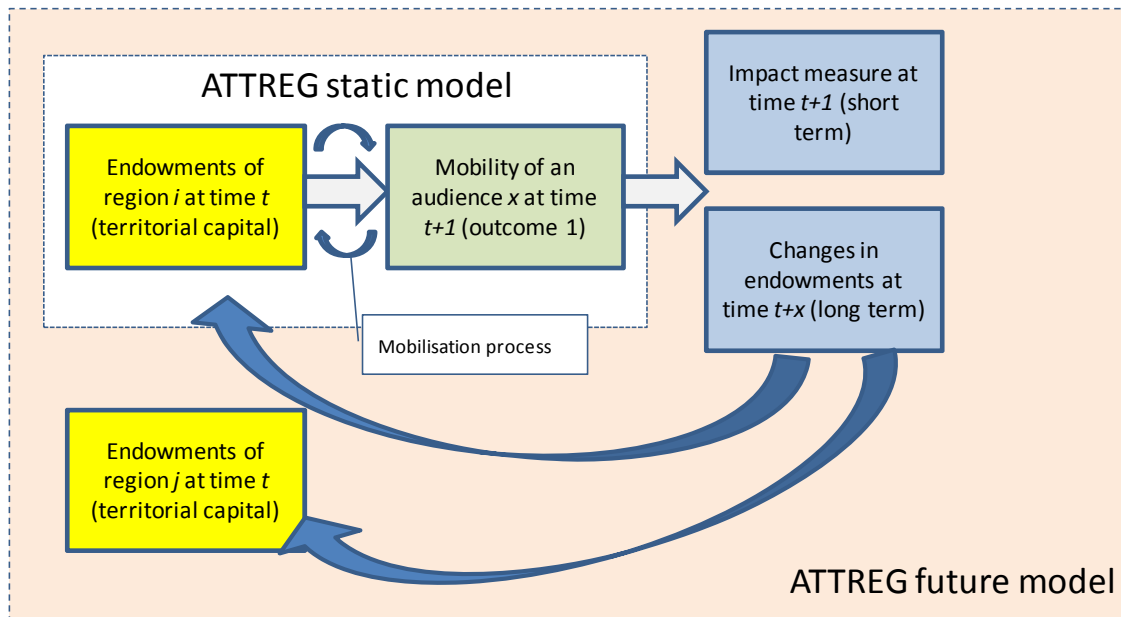 ATTREG static model
Endowments of
region i at time t
(territorial capital)
Mobility of an
audience x at time
t+1 (outcome 1)
Impact measure at
time t+1 (short
term)
Changes in
endowments at
time t+x (long term)
Mobilisation process
Endowments of
region j at time t
(territorial capital)
ATTREG future model